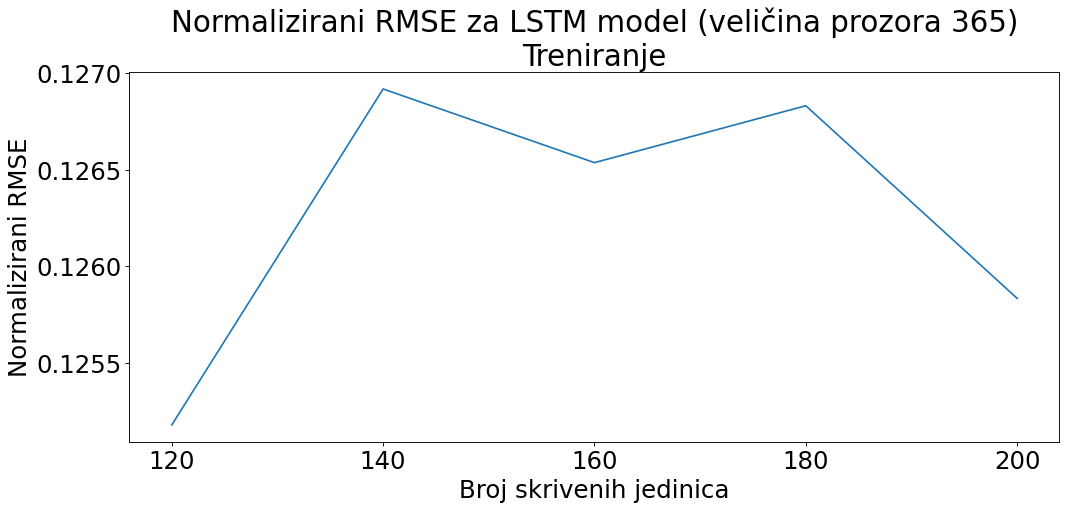 Normalizirani RMSE za LSTM model (veličina prozora 365)
Treniranje
0.1270
0.1265
0.1260
0.1255
Normalizirani RMSE
120 140 160 180 200
Broj skrivenih jedinica